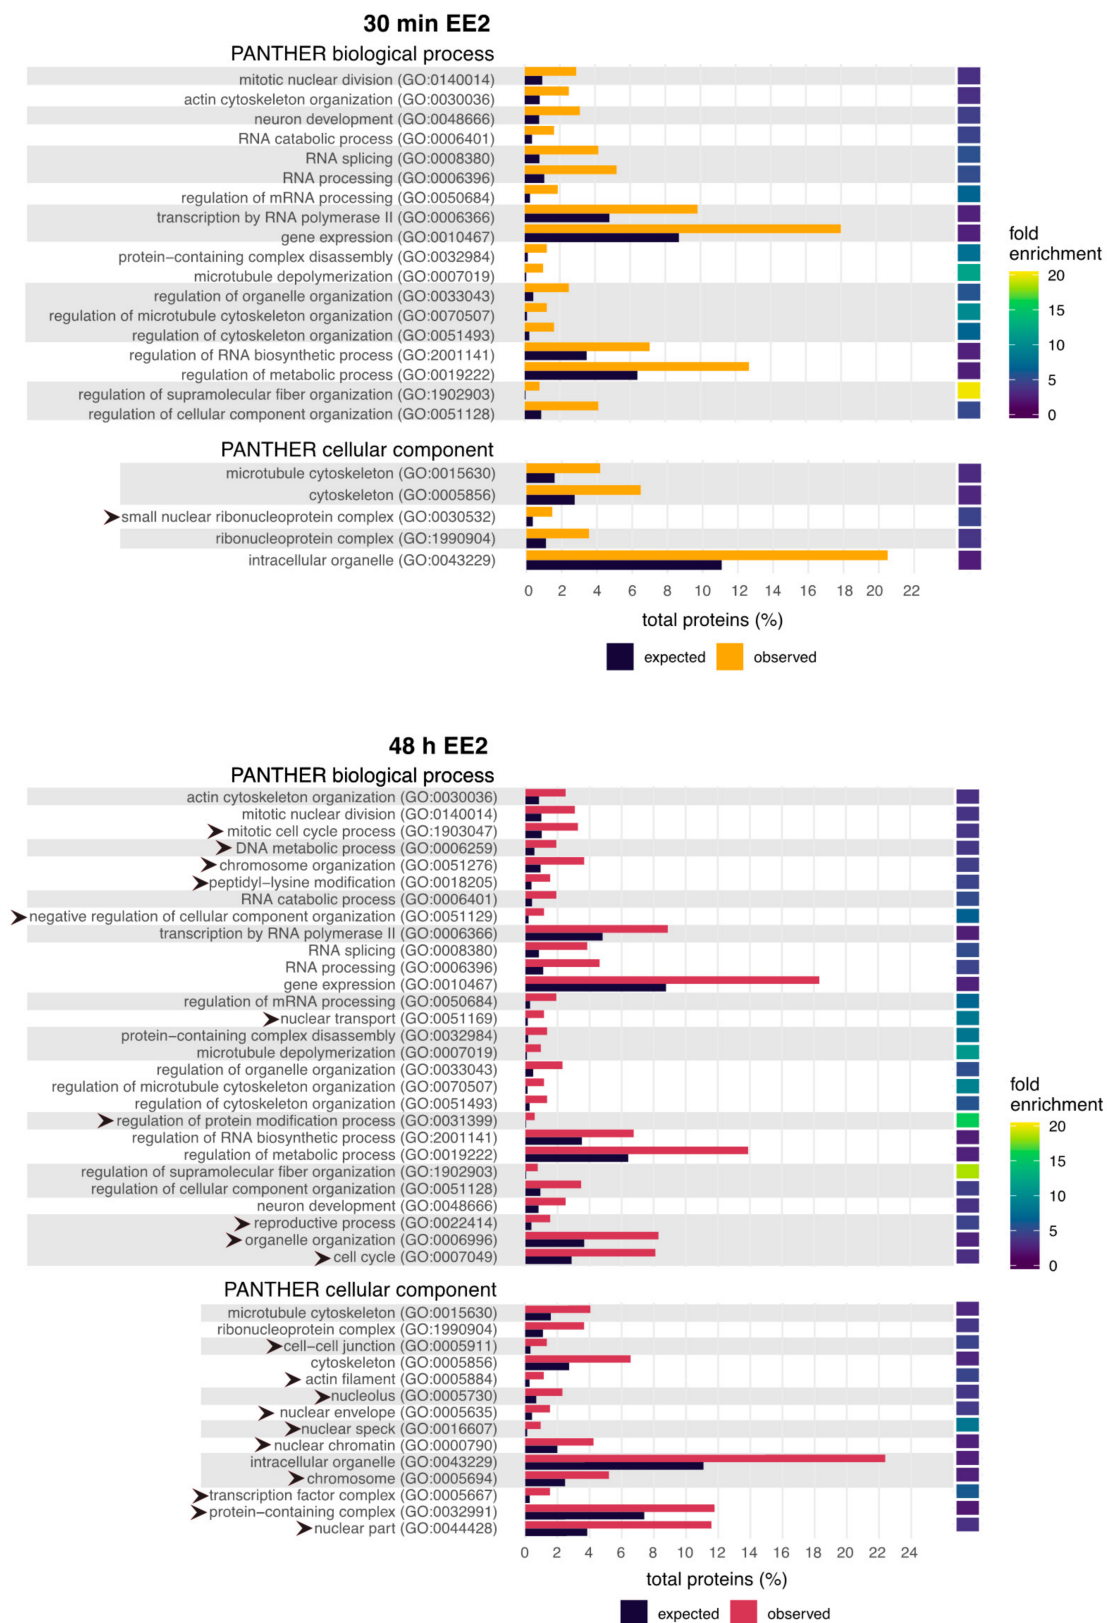 30 min EE2
PANTHER biological process
mitotic nuclear division (GO:0140014)
actin cytoskeleton organization (GO:0030036)
neuron development (GO:0048666)
RNA catabolic process (GO:0006401)
RNA splicing (GO:0008380)
RNA processing (GO:0006396)
regulation of mRNA processing (GO:0050684)
transcription by RNA polymerase II (GO:0006366)
gene expression (GO:0010467)
protein−containing complex disassembly (GO:0032984)
microtubule depolymerization (GO:0007019)
regulation of organelle organization (GO:0033043)
regulation of microtubule cytoskeleton organization (GO:0070507)
regulation of cytoskeleton organization (GO:0051493)
regulation of RNA biosynthetic process (GO:2001141)
regulation of metabolic process (GO:0019222)
regulation of supramolecular fiber organization (GO:1902903)
regulation of cellular component organization (GO:0051128)
fold
enrichment
20
15
10
5
0
PANTHER cellular component
microtubule cytoskeleton (GO:0015630)
cytoskeleton (GO:0005856)
small nuclear ribonucleoprotein complex (GO:0030532)
ribonucleoprotein complex (GO:1990904)
intracellular organelle (GO:0043229)
0 2 4 6 8 10 12 14 16 18 20 22
total proteins (%)
expected observed
48 h EE2
PANTHER biological process
actin cytoskeleton organization (GO:0030036)
mitotic nuclear division (GO:0140014)
mitotic cell cycle process (GO:1903047)
DNA metabolic process (GO:0006259)
chromosome organization (GO:0051276)
peptidyl−lysine modification (GO:0018205)
RNA catabolic process (GO:0006401)
negative regulation of cellular component organization (GO:0051129)
transcription by RNA polymerase II (GO:0006366)
RNA splicing (GO:0008380)
RNA processing (GO:0006396)
gene expression (GO:0010467)
regulation of mRNA processing (GO:0050684)
nuclear transport (GO:0051169)
protein−containing complex disassembly (GO:0032984)
microtubule depolymerization (GO:0007019)
regulation of organelle organization (GO:0033043)
regulation of microtubule cytoskeleton organization (GO:0070507)
regulation of cytoskeleton organization (GO:0051493)
regulation of protein modification process (GO:0031399)
regulation of RNA biosynthetic process (GO:2001141)
regulation of metabolic process (GO:0019222)
regulation of supramolecular fiber organization (GO:1902903)
regulation of cellular component organization (GO:0051128)
neuron development (GO:0048666)
reproductive process (GO:0022414)
organelle organization (GO:0006996)
cell cycle (GO:0007049)
fold
enrichment
20
15
10
5
0
PANTHER cellular component
microtubule cytoskeleton (GO:0015630)
ribonucleoprotein complex (GO:1990904)
cell−cell junction (GO:0005911)
cytoskeleton (GO:0005856)
actin filament (GO:0005884)
nucleolus (GO:0005730)
nuclear envelope (GO:0005635)
nuclear speck (GO:0016607)
nuclear chromatin (GO:0000790)
intracellular organelle (GO:0043229)
chromosome (GO:0005694)
transcription factor complex (GO:0005667)
protein−containing complex (GO:0032991)
nuclear part (GO:0044428)
0 2 4 6 8 10 12 14 16 18 20 22 24
total proteins (%)
expected observed